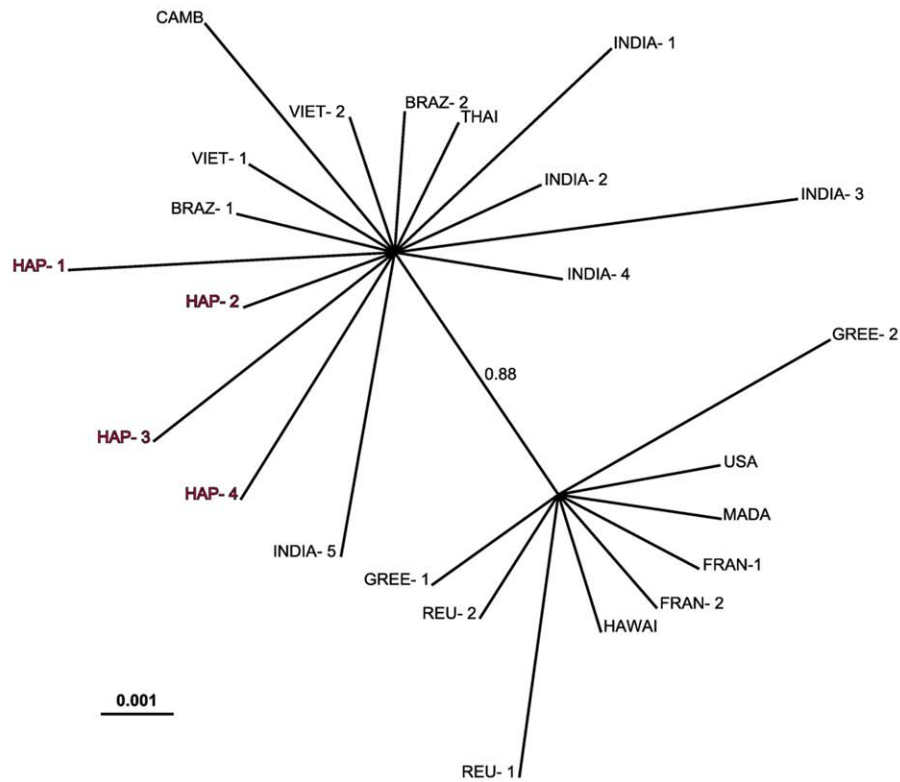 CAMB
INDIA- 1
BRAZ- 2
VIET- 2
THAI
VIET- 1
INDIA- 2
INDIA- 3
BRAZ- 1
HAP- 1
INDIA- 4
HAP- 2
GREE- 2
0.88
HAP- 3
USA
HAP- 4
MADA
INDIA- 5
FRAN-1
GREE- 1
FRAN- 2
REU- 2
HAWAI
0.001
REU- 1